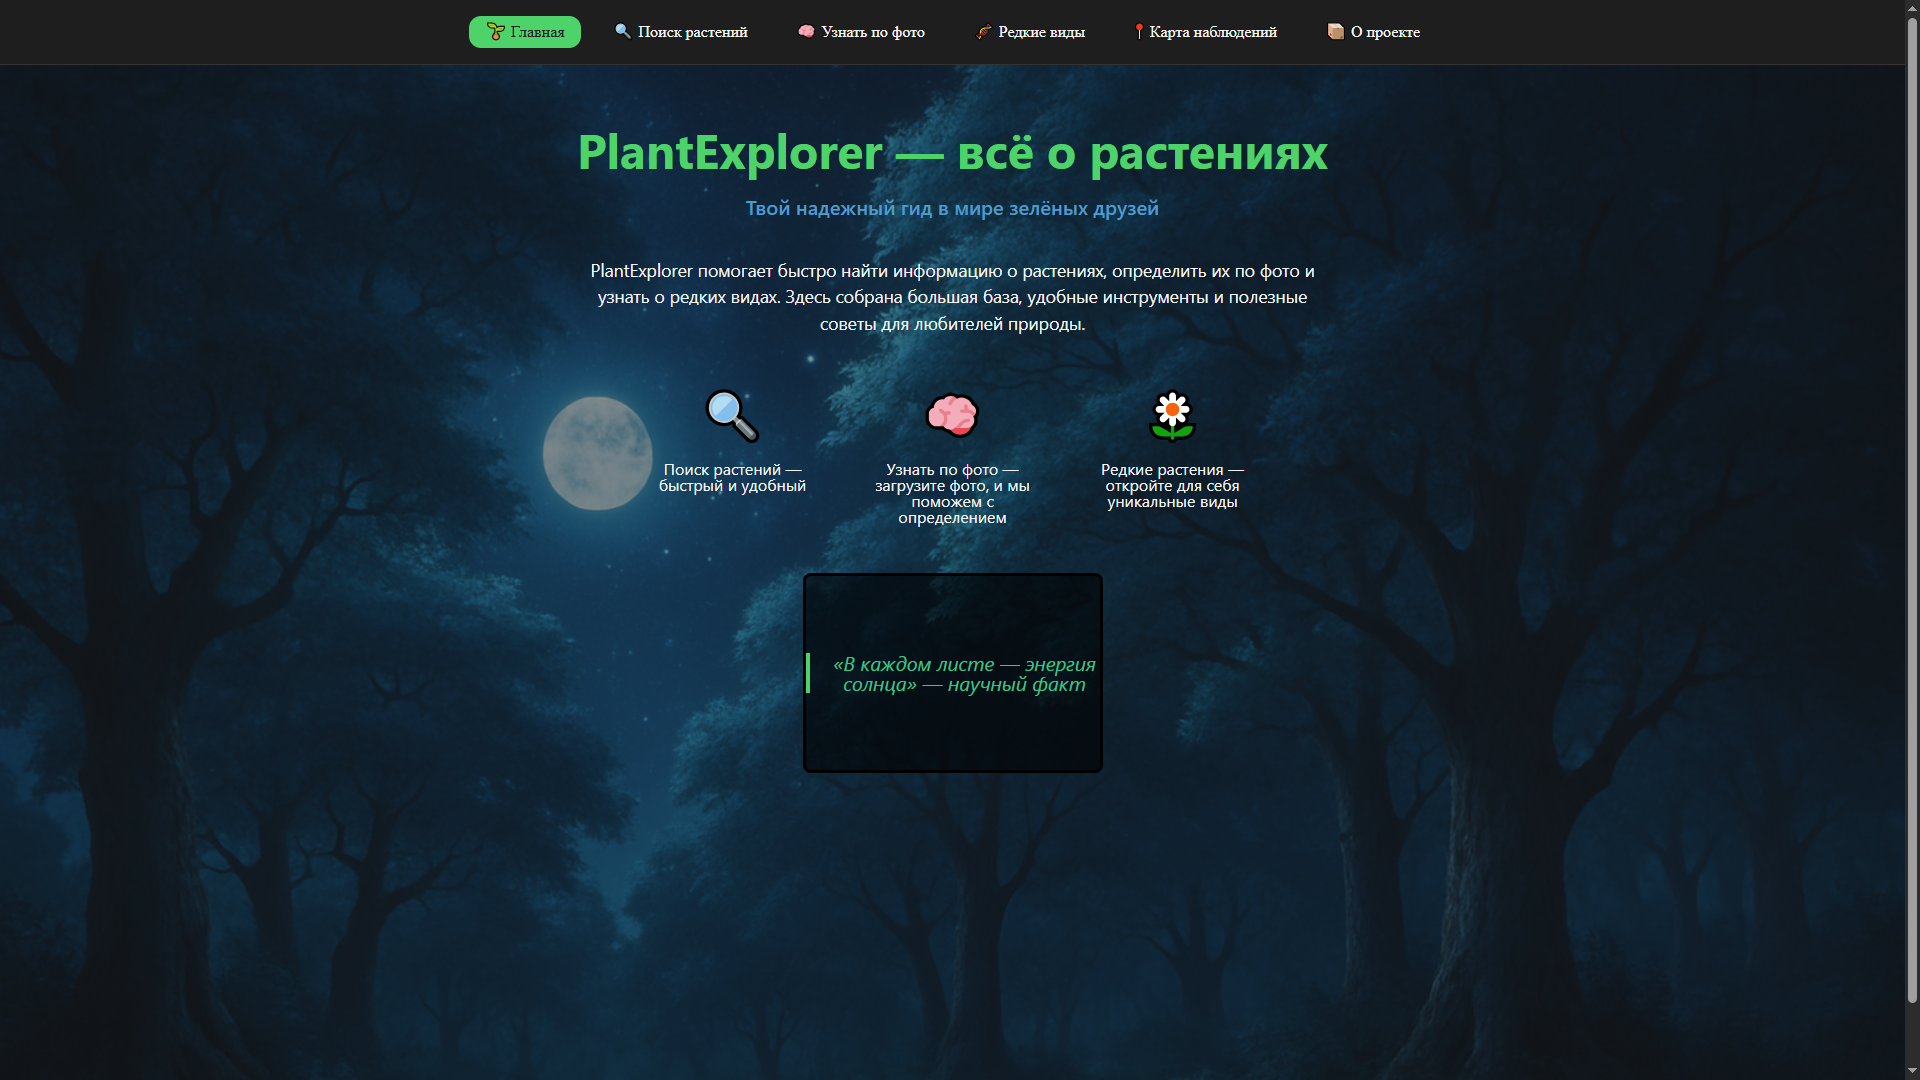 Главная
Поиск растений
Узнать по фото
Редкие виды
Карта наблюдений
О проекте
PlantExplorer — всё о растениях
Твой надежный гид в мире зелёных друзей
PlantExplorer помогает быстро найти информацию о растениях, определить их по фото и
узнать о редких видах. Здесь собрана большая база, удобные инструменты и полезные
советы для любителей природы.
Поиск растений —
быстрый и удобный
Узнать по фото —
загрузите фото, и мы
поможем с
определением
Редкие растения —
откройте для себя
уникальные виды
«В каждом листе — энергия
солнца» — научный факт